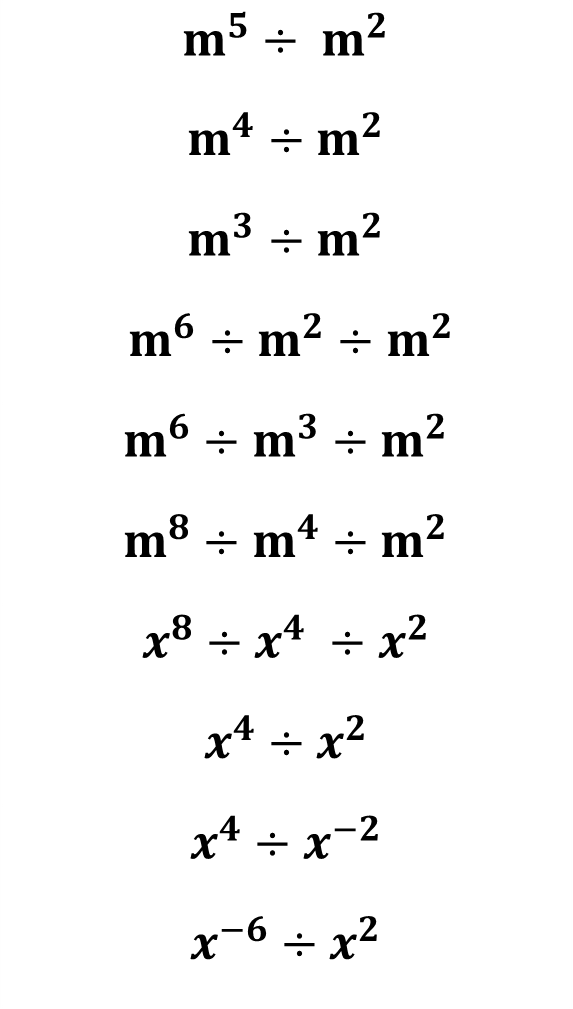 m⁵ ÷ m²
m⁴ ÷ m²
m³ ÷ m²
m⁶ ÷ m² ÷ m²
m⁶ ÷ m³ ÷ m²
m⁸ ÷ m⁴ ÷ m²
x⁸ ÷ x⁴ ÷ x²
x⁴ ÷ x²
x⁴ ÷ x⁻²
x⁻⁶ ÷ x²